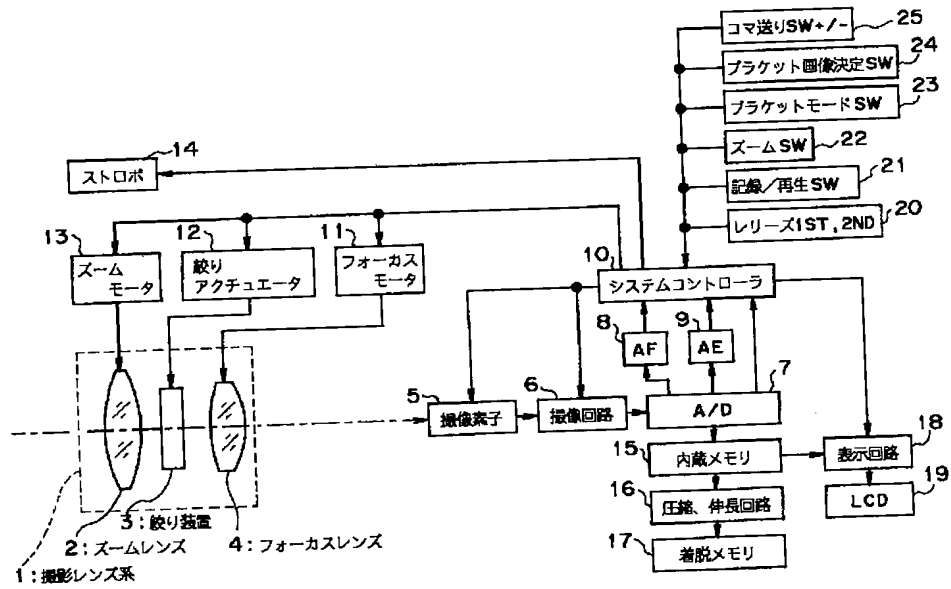 コマ送りSW+/- 25
ブラケット画像決定SW 24
ブラケットモードSW 23
ズームSW 22
記録/再生SW 21
レリーズ1ST,2ND 20
14
ストロボ
13
ズーム
モータ
12
絞り
アクチュエータ
11
フォーカス
モータ
10
システムコントローラ
8
AF
9
AE
7
A/D
5
撮像素子
6
撮像回路
15
内蔵メモリ
16
圧縮、伸長回路
17
着脱メモリ
18
表示回路
19
LCD
3:絞り装置
2:ズームレンズ
4:フォーカスレンズ
1:撮影レンズ系